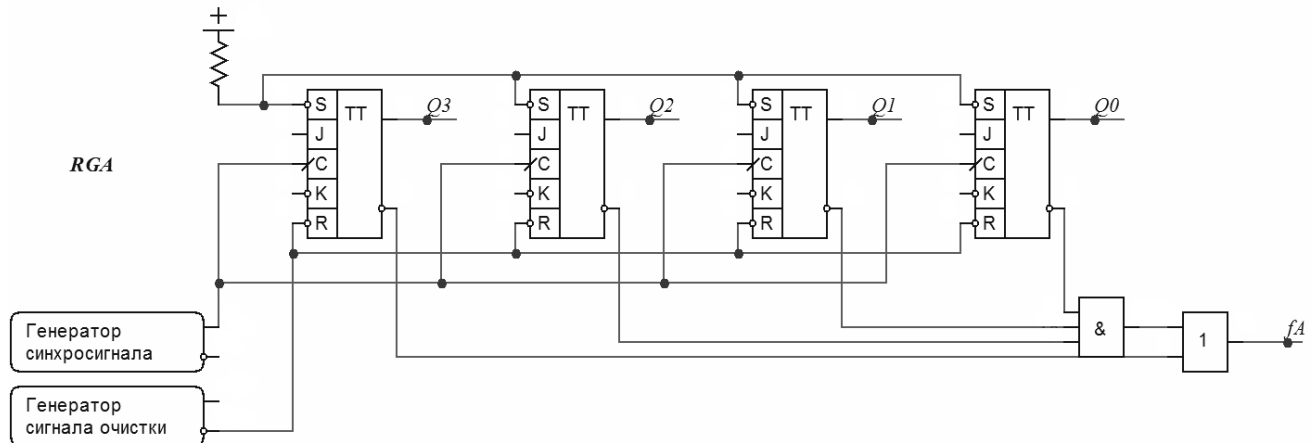 +
S TT Q3
J
C
K
R
S TT Q2
J
C
K
R
S TT Q1
J
C
K
R
S TT Q0
J
C
K
R
RGA
Генератор
синхросигнала
&
1
fA
Генератор
сигнала очистки